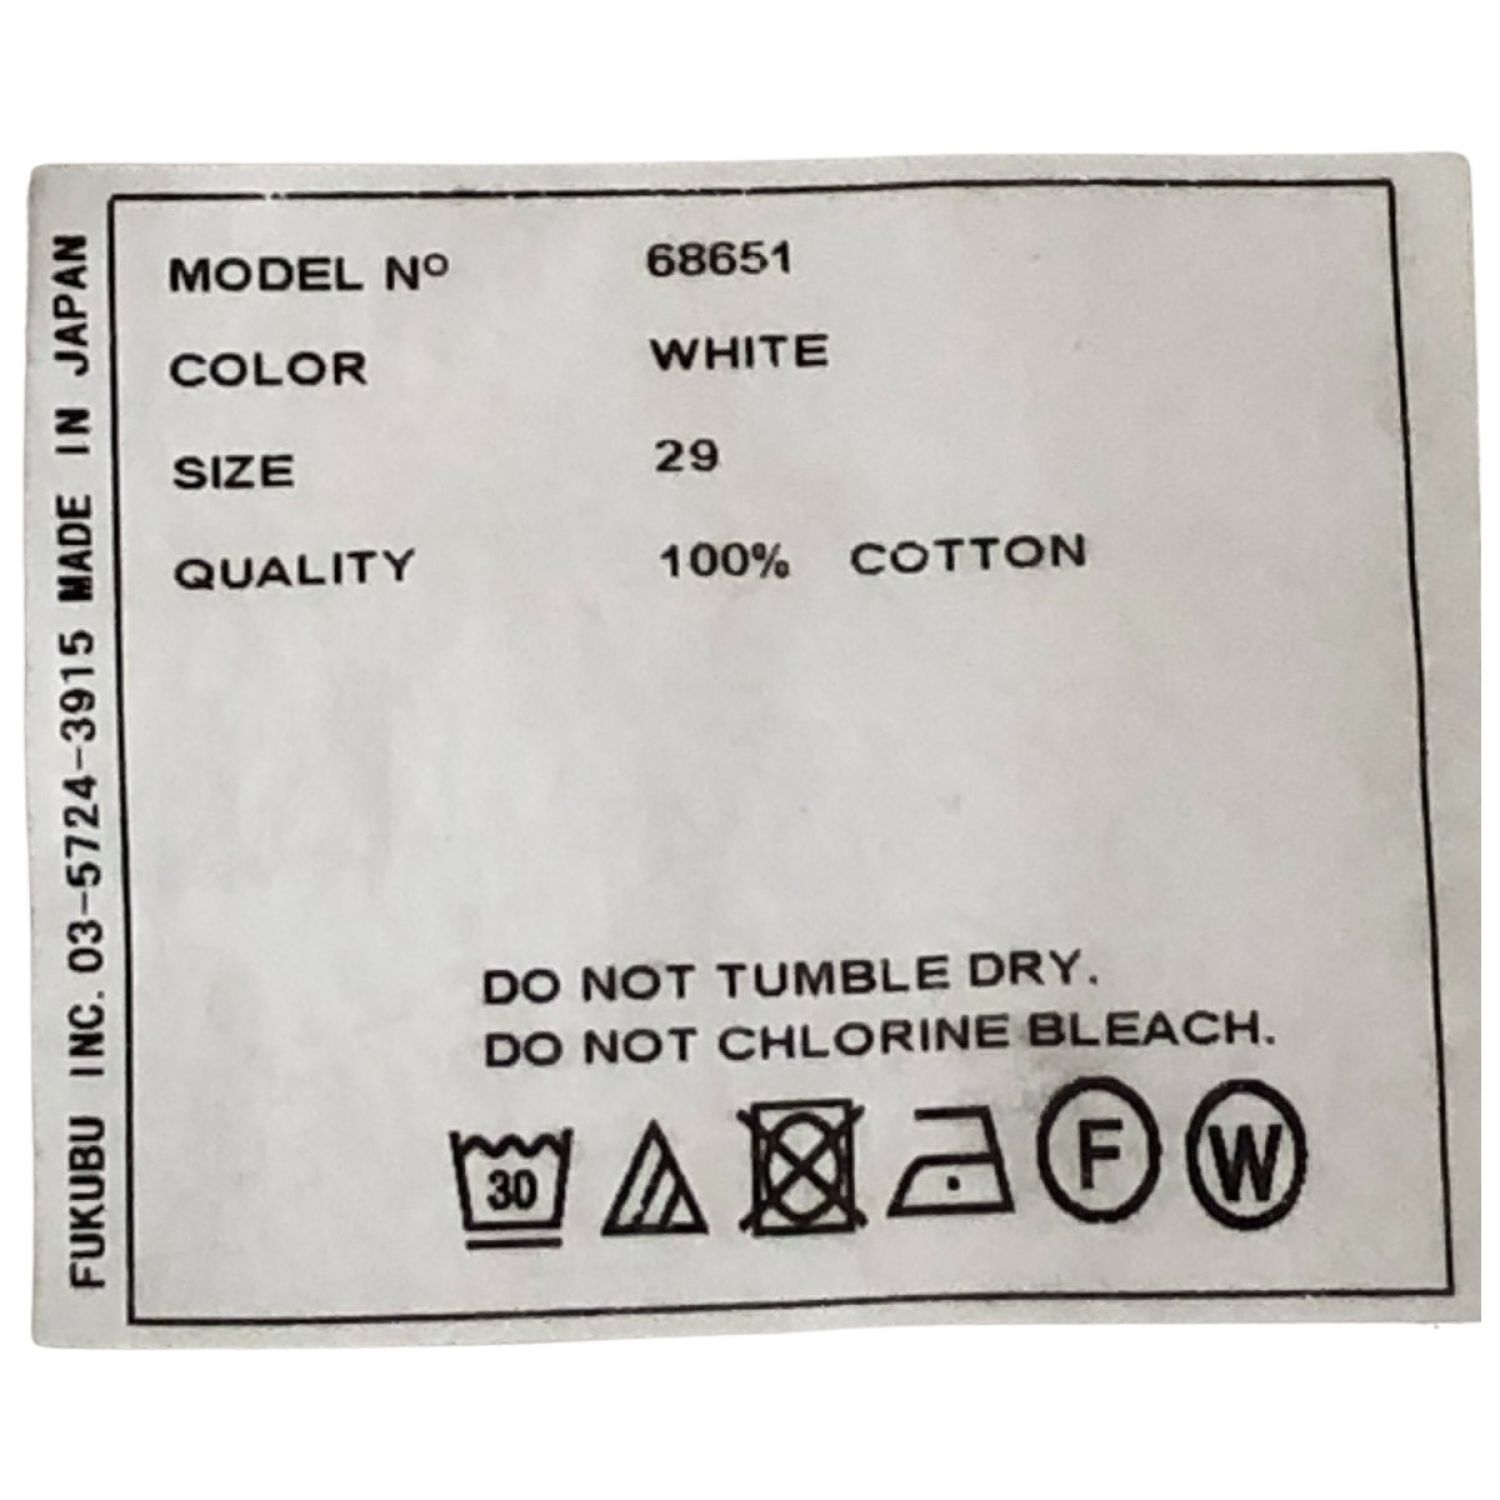 MODEL Nº 68651
COLOR WHITE
SIZE 29
QUALITY 100% COTTON
DO NOT TUMBLE DRY.
DO NOT CHLORINE BLEACH.
30 F W
FUKUBU INC. 03-5724-3915 MADE IN JAPAN